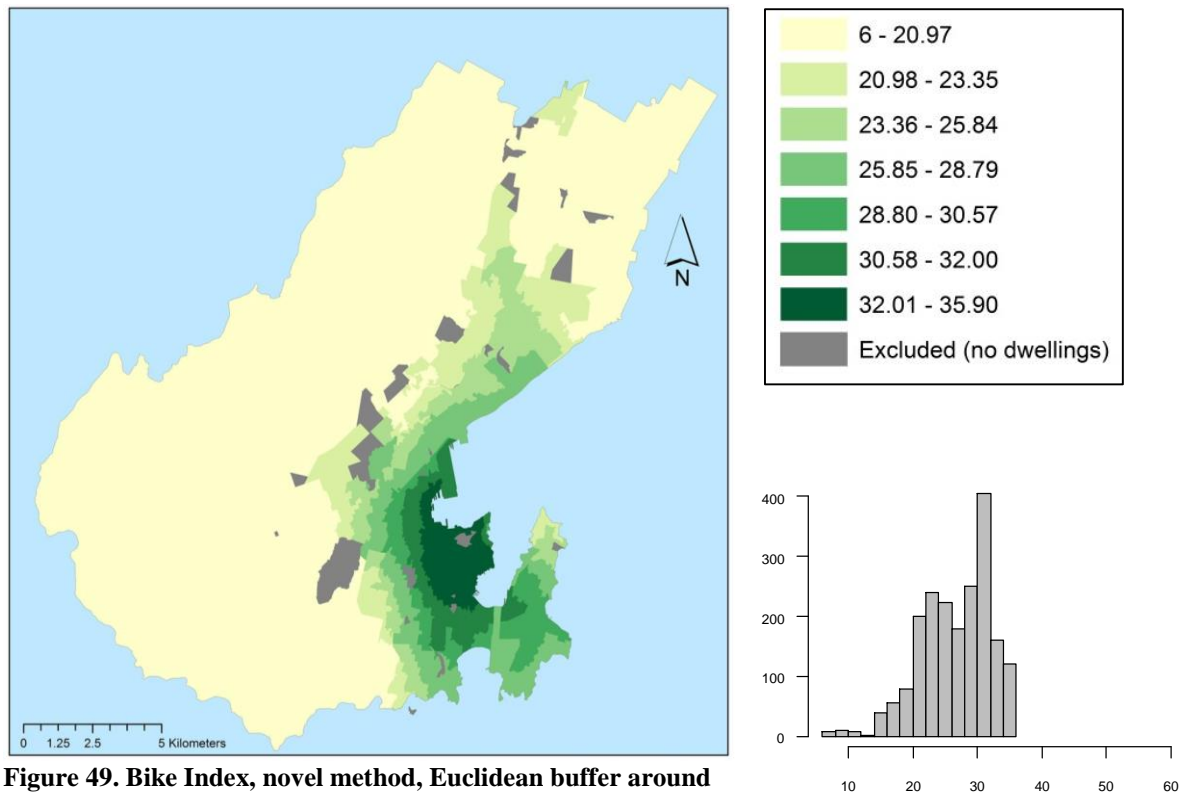 N
0 1.25 2.5 5 Kilometers
6 - 20.97
20.98 - 23.35
23.36 - 25.84
25.85 - 28.79
28.80 - 30.57
30.58 - 32.00
32.01 - 35.90
Excluded (no dwellings)
400
300
200
100
0
10 20 30 40 50 60
Figure 49. Bike Index, novel method, Euclidean buffer around